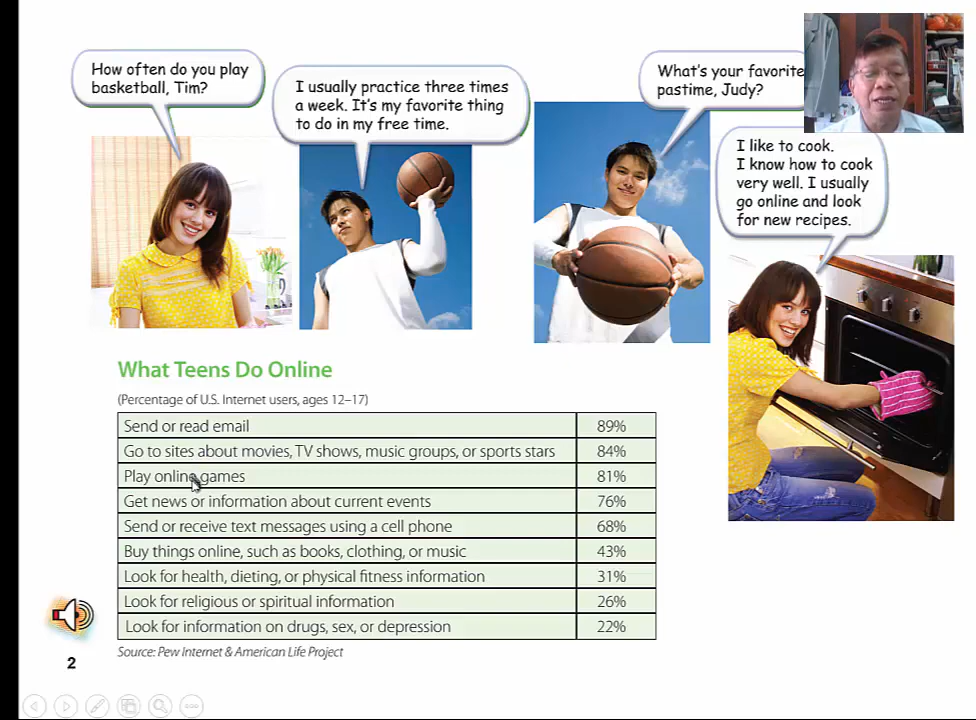 How often do you play
basketball, Tim?
I usually practice three times
a week. It's my favorite thing
to do in my free time.
What's your favorite
pastime, Judy?
I like to cook.
I know how to cook
very well. I usually
go online and look
for new recipes.
What Teens Do Online
(Percentage of U.S. Internet users, ages 12–17)
Send or read email 89%
Go to sites about movies, TV shows, music groups, or sports stars 84%
Play online games 81%
Get news or information about current events 76%
Send or receive text messages using a cell phone 68%
Buy things online, such as books, clothing, or music 43%
Look for health, dieting, or physical fitness information 31%
Look for religious or spiritual information 26%
Look for information on drugs, sex, or depression 22%
Source: Pew Internet & American Life Project
2